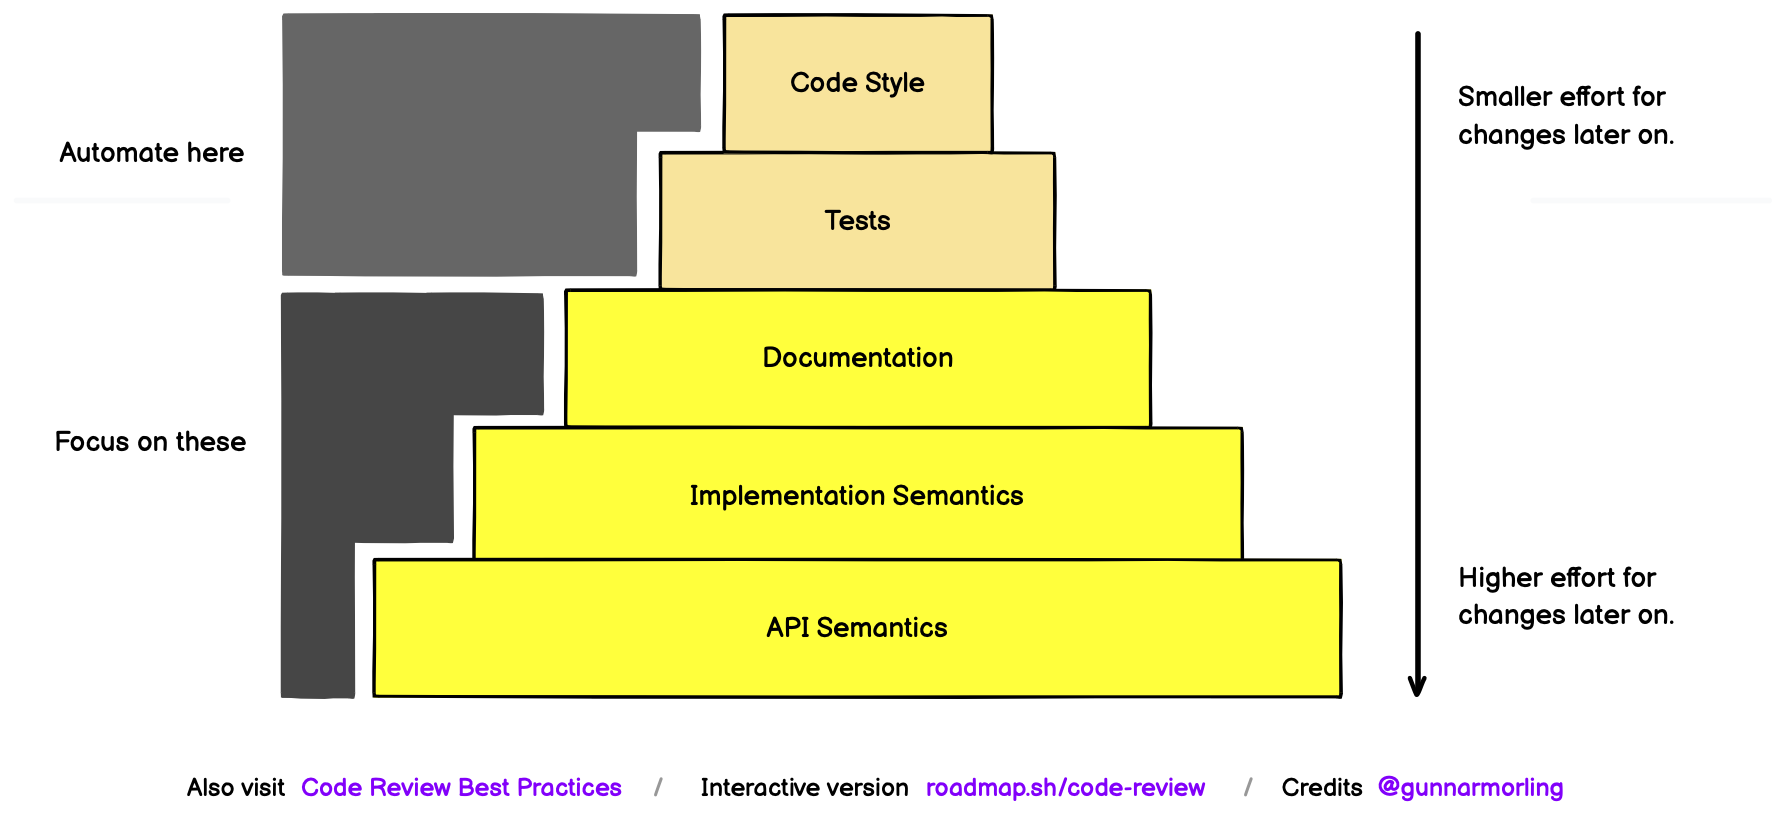 Code Style
Smaller effort for
changes later on.
Automate here
Tests
Documentation
Focus on these
Implementation Semantics
Higher effort for
changes later on.
API Semantics
Also visit Code Review Best Practices / Interactive version roadmap.sh/code-review / Credits @gunnarmorling